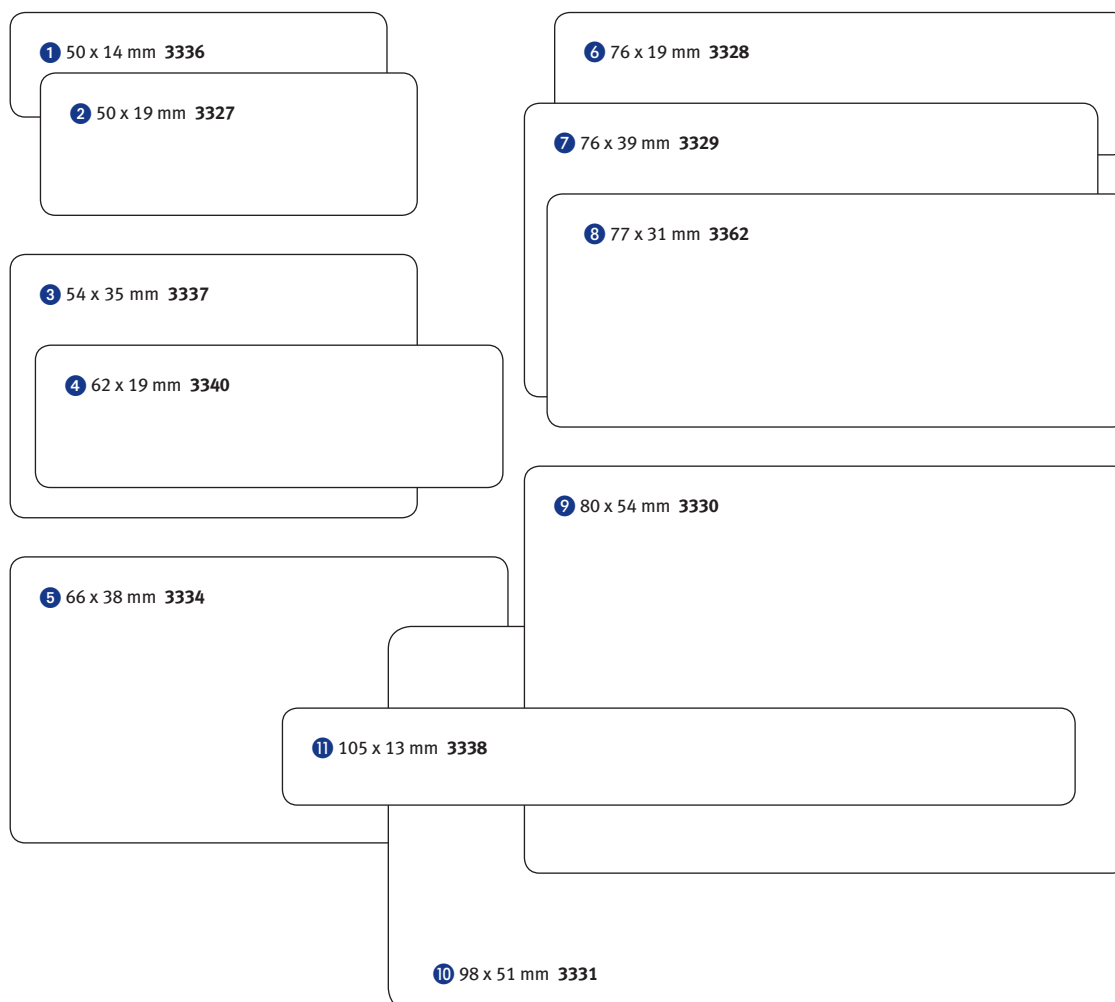 1 50 x 14 mm 3336
2 50 x 19 mm 3327
3 54 x 35 mm 3337
4 62 x 19 mm 3340
5 66 x 38 mm 3334
6 76 x 19 mm 3328
7 76 x 39 mm 3329
8 77 x 31 mm 3362
9 80 x 54 mm 3330
11 105 x 13 mm 3338
10 98 x 51 mm 3331